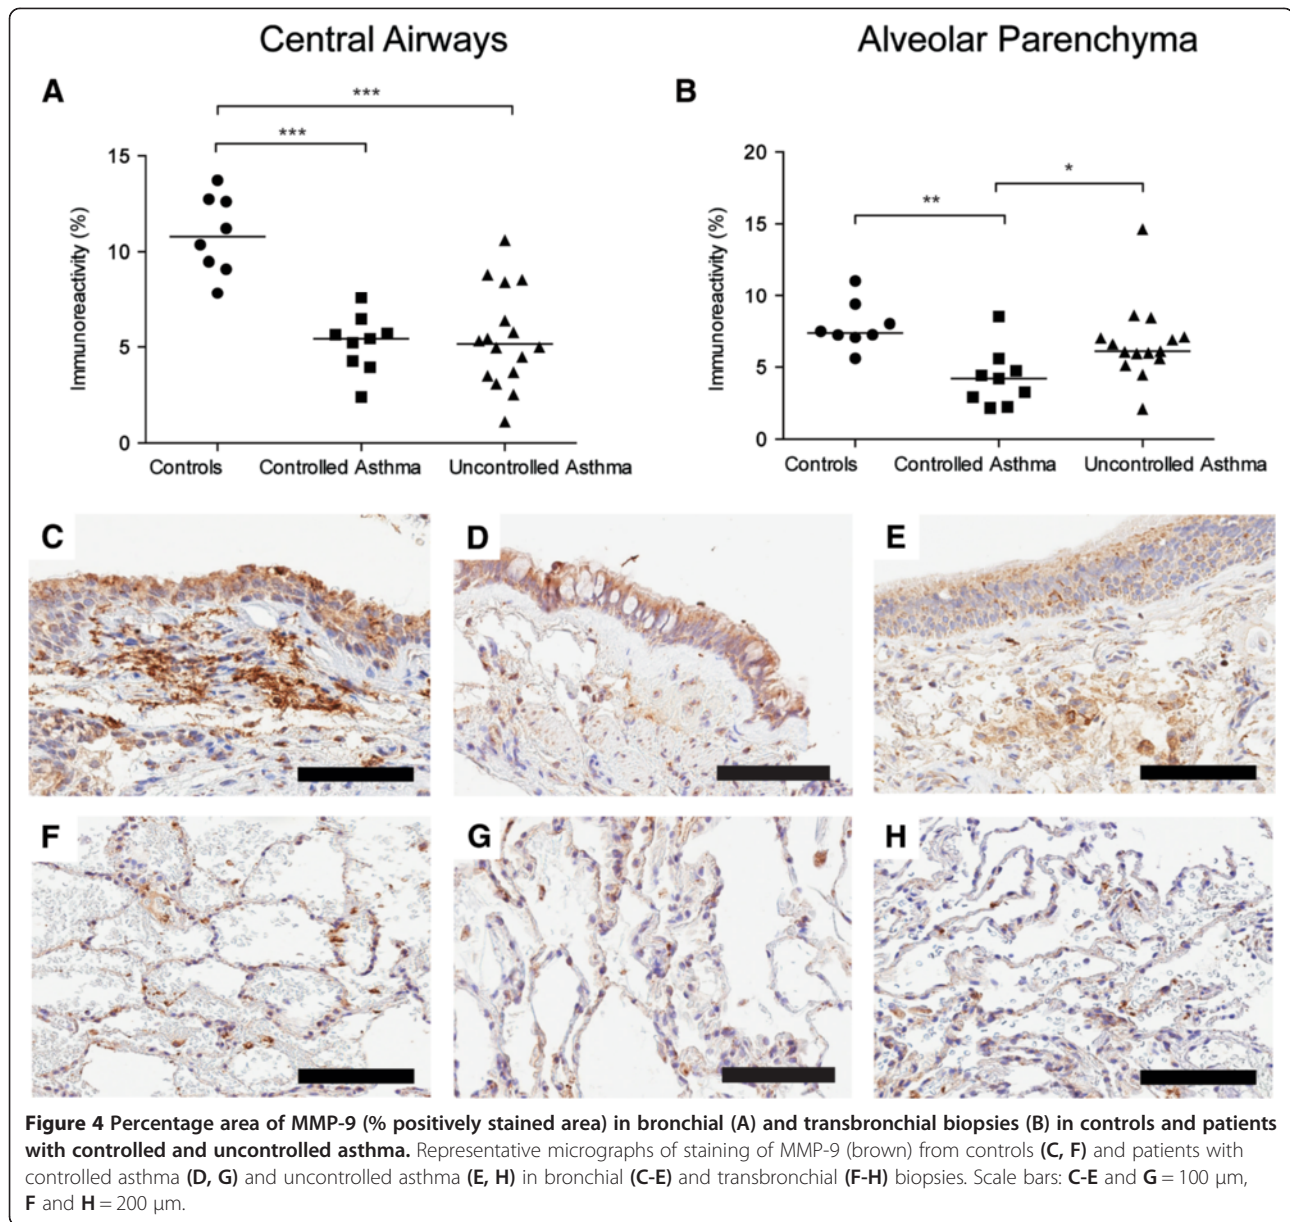 Central Airways
Alveolar Parenchyma
A
***
***
Immunoreactivity (%)
15
10
5
0
Controls
Controlled Asthma
Uncontrolled Asthma
B
*
**
Immunoreactivity (%)
20
15
10
5
0
Controls
Controlled Asthma
Uncontrolled Asthma
C
D
E
F
G
H
Figure 4 Percentage area of MMP-9 (% positively stained area) in bronchial (A) and transbronchial biopsies (B) in controls and patients
with controlled and uncontrolled asthma. Representative micrographs of staining of MMP-9 (brown) from controls (C, F) and patients with
controlled asthma (D, G) and uncontrolled asthma (E, H) in bronchial (C-E) and transbronchial (F-H) biopsies. Scale bars: C-E and G = 100 μm,
F and H = 200 μm.